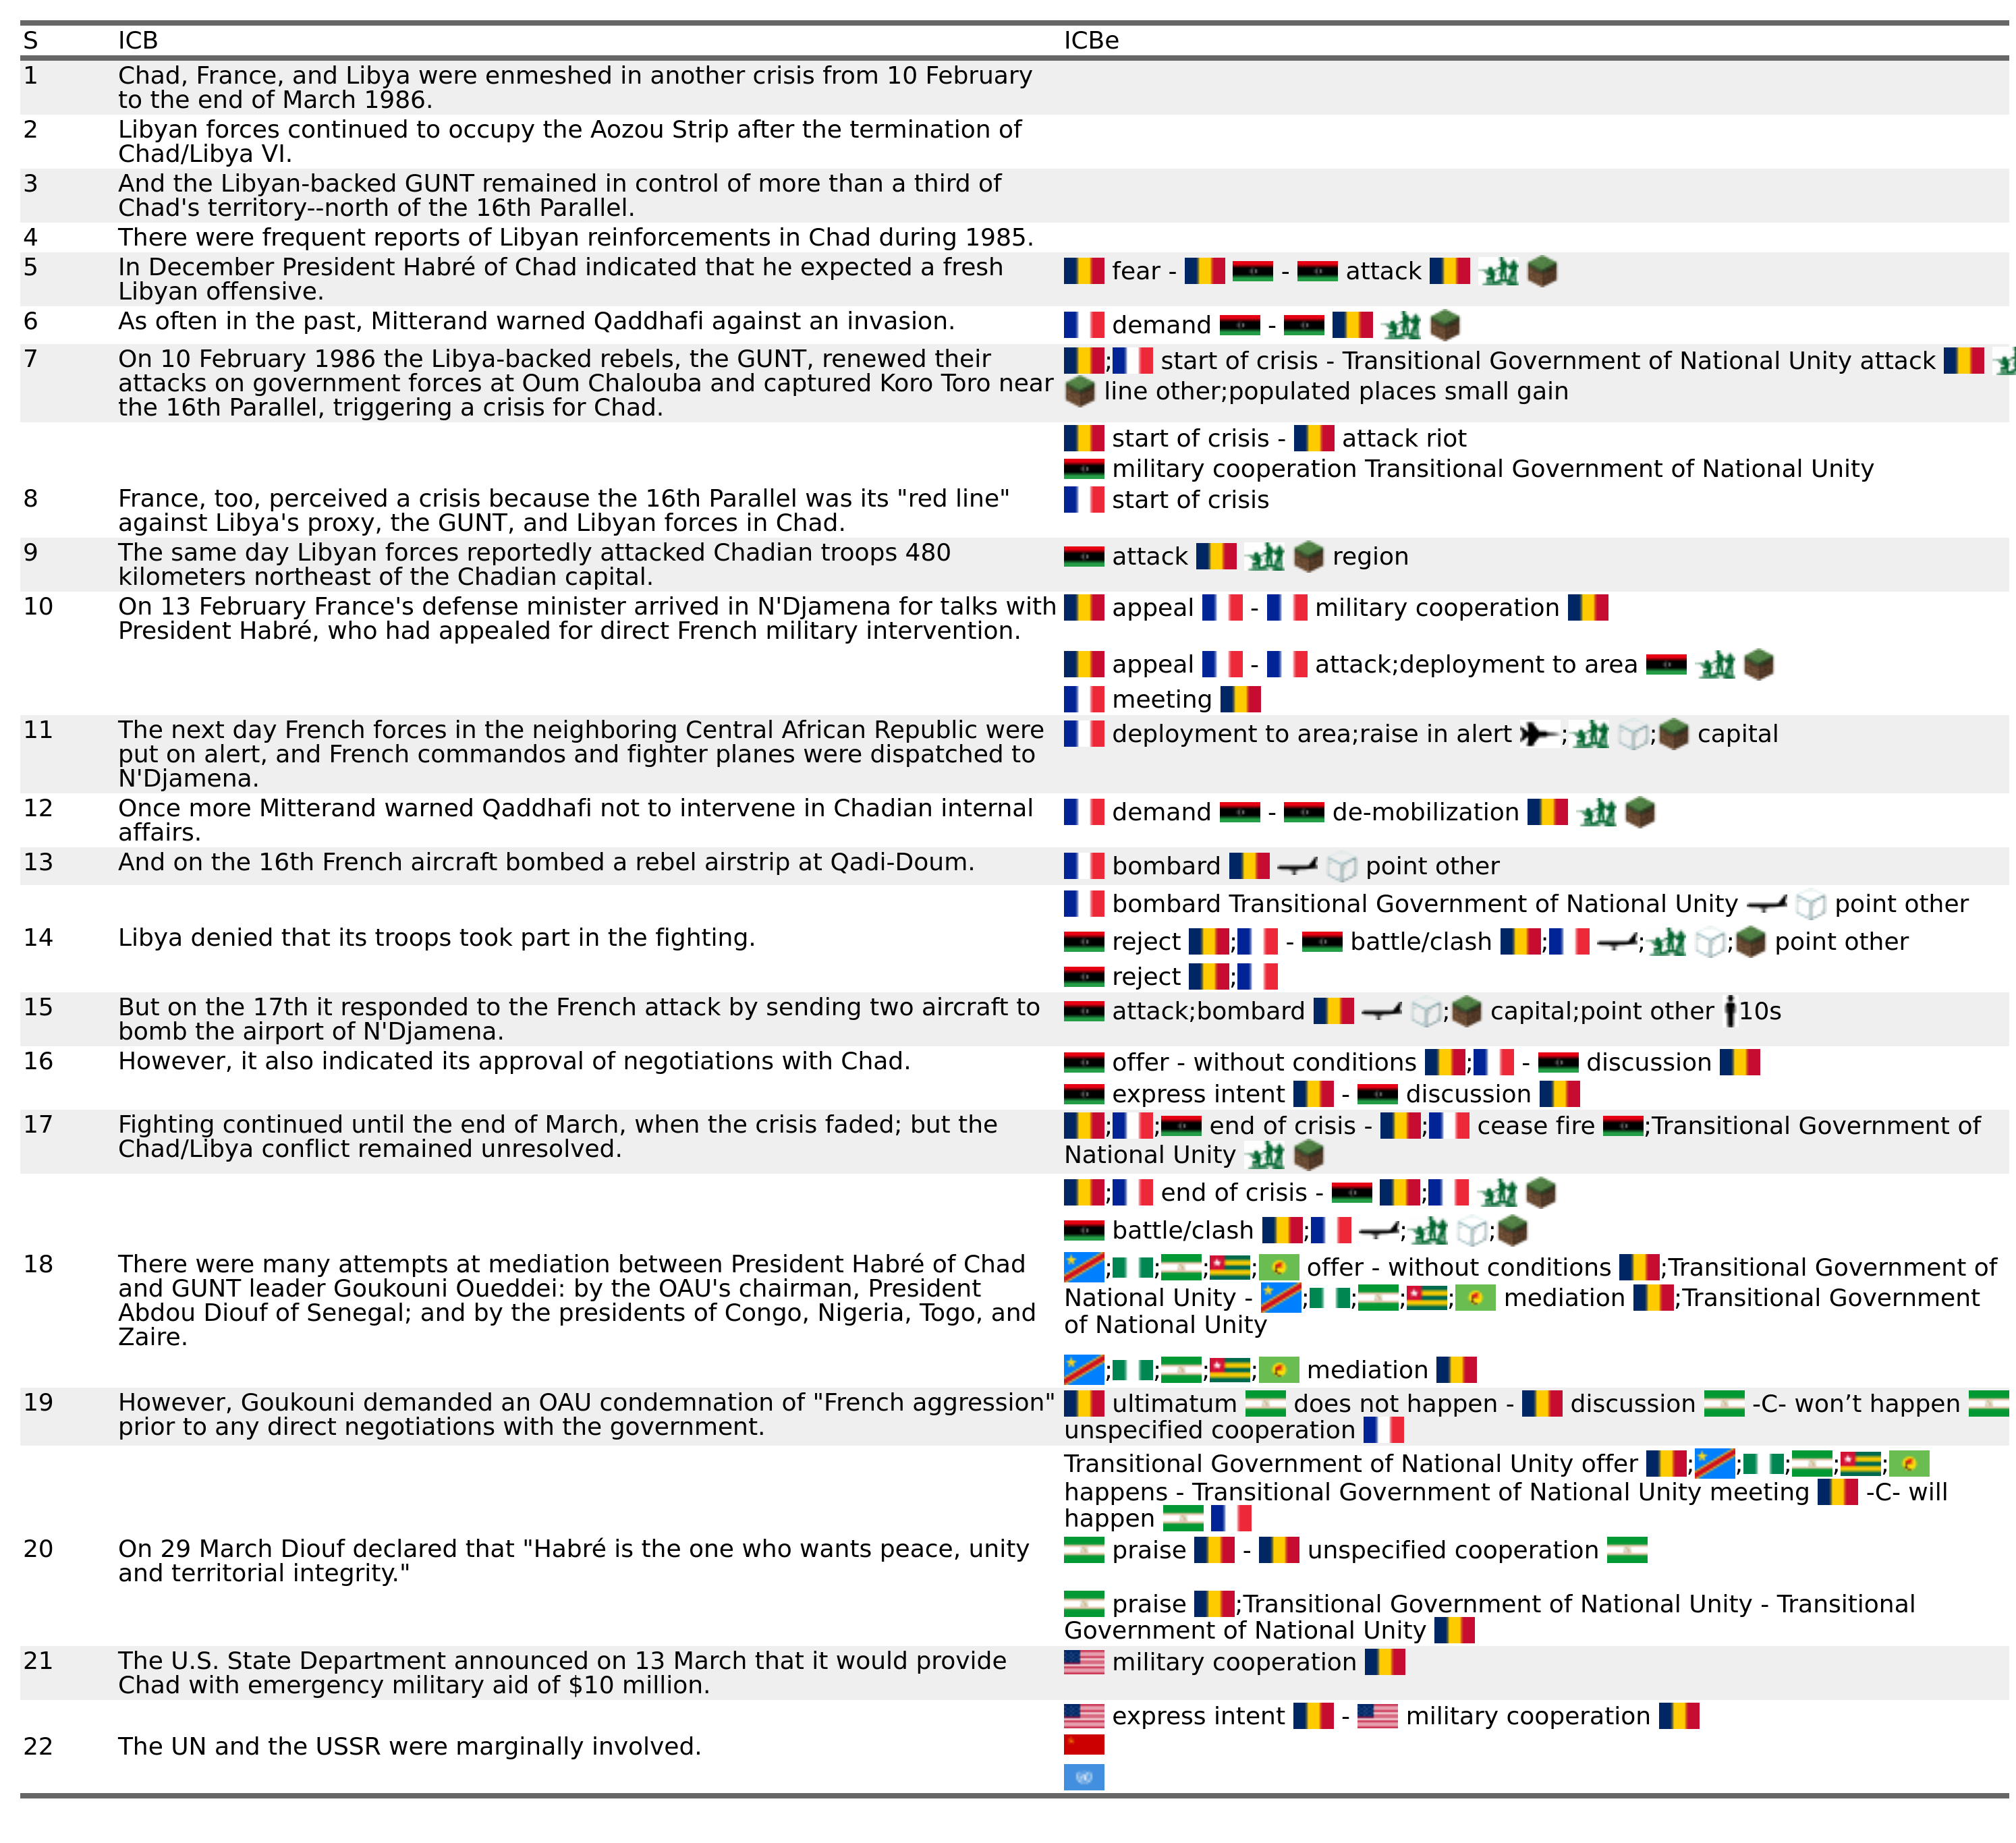 S ICB ICBe
1 Chad, France, and Libya were enmeshed in another crisis from 10 February
to the end of March 1986.
2 Libyan forces continued to occupy the Aozou Strip after the termination of
Chad/Libya VI.
3 And the Libyan-backed GUNT remained in control of more than a third of
Chad's territory--north of the 16th Parallel.
4 There were frequent reports of Libyan reinforcements in Chad during 1985.
5 In December President Habré of Chad indicated that he expected a fresh
Libyan offensive.
fear - - attack
6 As often in the past, Mitterand warned Qaddhafi against an invasion.
demand -
7 On 10 February 1986 the Libya-backed rebels, the GUNT, renewed their
attacks on government forces at Oum Chalouba and captured Koro Toro near
the 16th Parallel, triggering a crisis for Chad.
; start of crisis - Transitional Government of National Unity attack
line other;populated places small gain
start of crisis - attack riot
military cooperation Transitional Government of National Unity
8 France, too, perceived a crisis because the 16th Parallel was its "red line"
against Libya's proxy, the GUNT, and Libyan forces in Chad.
start of crisis
9 The same day Libyan forces reportedly attacked Chadian troops 480
kilometers northeast of the Chadian capital.
attack region
10 On 13 February France's defense minister arrived in N'Djamena for talks with
President Habré, who had appealed for direct French military intervention.
appeal - military cooperation
appeal - attack;deployment to area
meeting
11 The next day French forces in the neighboring Central African Republic were
put on alert, and French commandos and fighter planes were dispatched to
N'Djamena.
deployment to area;raise in alert ; ; capital
12 Once more Mitterand warned Qaddhafi not to intervene in Chadian internal
affairs.
demand - de-mobilization
13 And on the 16th French aircraft bombed a rebel airstrip at Qadi-Doum.
bombard point other
bombard Transitional Government of National Unity point other
14 Libya denied that its troops took part in the fighting.
reject ; - battle/clash ; ; ; point other
reject ;
15 But on the 17th it responded to the French attack by sending two aircraft to
bomb the airport of N'Djamena.
attack;bombard ; capital;point other 10s
16 However, it also indicated its approval of negotiations with Chad.
offer - without conditions ; - discussion
express intent - discussion
17 Fighting continued until the end of March, when the crisis faded; but the
Chad/Libya conflict remained unresolved.
; ; end of crisis - ; cease fire ;Transitional Government of
National Unity
; end of crisis - ;
battle/clash ; ; ;
18 There were many attempts at mediation between President Habré of Chad
and GUNT leader Goukouni Oueddei: by the OAU's chairman, President
Abdou Diouf of Senegal; and by the presidents of Congo, Nigeria, Togo, and
Zaire.
; ; ; ; offer - without conditions ;Transitional Government of
National Unity - ; ; ; ; mediation ;Transitional Government
of National Unity
; ; ; ; mediation
19 However, Goukouni demanded an OAU condemnation of "French aggression"
prior to any direct negotiations with the government.
ultimatum does not happen - discussion -C- won’t happen
unspecified cooperation
Transitional Government of National Unity offer ; ; ; ; ;
happens - Transitional Government of National Unity meeting -C- will
happen
20 On 29 March Diouf declared that "Habré is the one who wants peace, unity
and territorial integrity."
praise - unspecified cooperation
praise ;Transitional Government of National Unity - Transitional
Government of National Unity
21 The U.S. State Department announced on 13 March that it would provide
Chad with emergency military aid of $10 million.
military cooperation
express intent - military cooperation
22 The UN and the USSR were marginally involved.